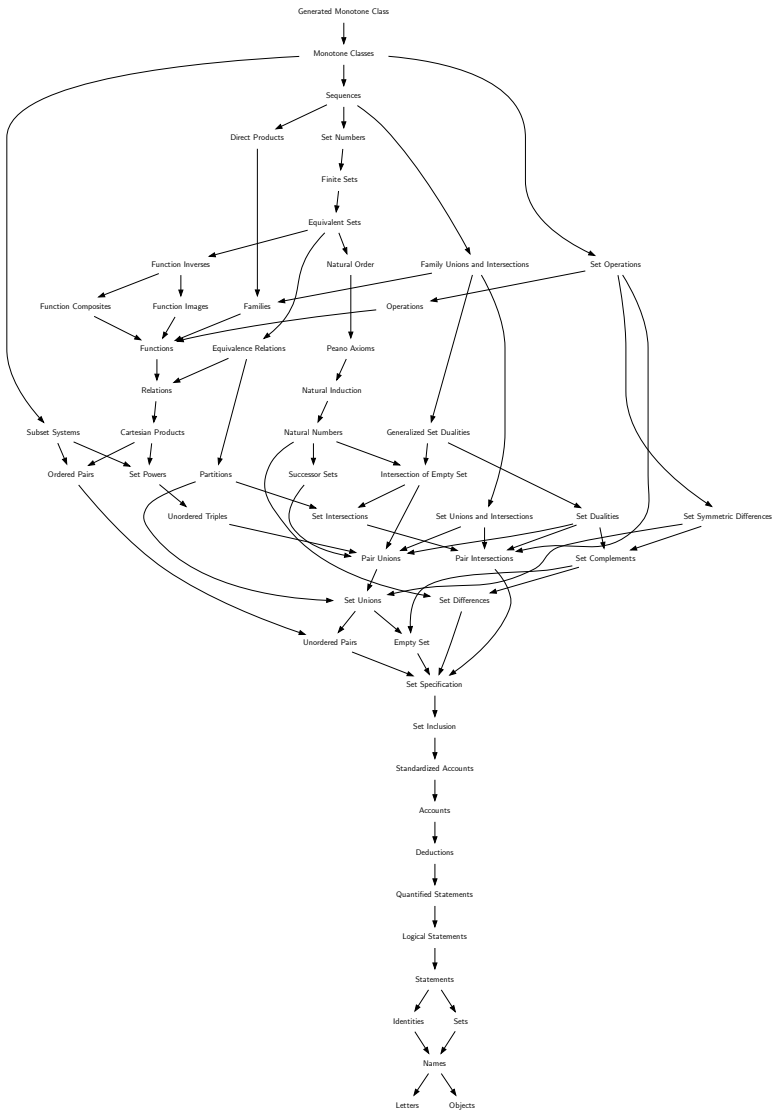 Generated Monotone Class
Monotone Classes
Sequences
Direct Products
Set Numbers
Finite Sets
Equivalent Sets
Function Inverses
Natural Order
Family Unions and Intersections
Set Operations
Function Composites
Function Images
Families
Operations
Functions
Equivalence Relations
Peano Axioms
Relations
Natural Induction
Subset Systems
Cartesian Products
Natural Numbers
Generalized Set Dualities
Ordered Pairs
Set Powers
Partitions
Successor Sets
Intersection of Empty Set
Unordered Triples
Set Intersections
Set Unions and Intersections
Set Dualities
Set Symmetric Differences
Pair Unions
Pair Intersections
Set Complements
Set Unions
Set Differences
Unordered Pairs
Empty Set
Set Specification
Set Inclusion
Standardized Accounts
Accounts
Deductions
Quantified Statements
Logical Statements
Statements
Identities
Sets
Names
Letters
Objects